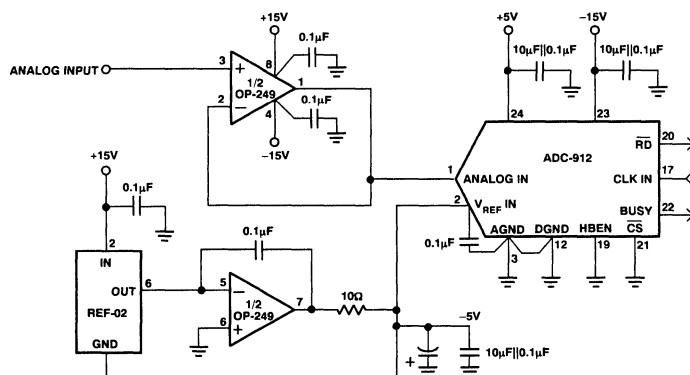 +15V
0.1µF
ANALOG INPUT
3
+
8
1/2
OP-249
1
2
−
4
0.1µF
−15V
+5V
−15V
10µF||0.1µF
10µF||0.1µF
24
23
ADC-912
1
ANALOG IN
2
VREF IN
0.1µF
AGND
DGND
HBEN
CS
3
12
19
21
RD
20
CLK IN
17
BUSY
22
+15V
0.1µF
2
IN
OUT
6
REF-02
GND
0.1µF
5
−
1/2
OP-249
6
+
7
10Ω
−5V
+
10µF||0.1µF